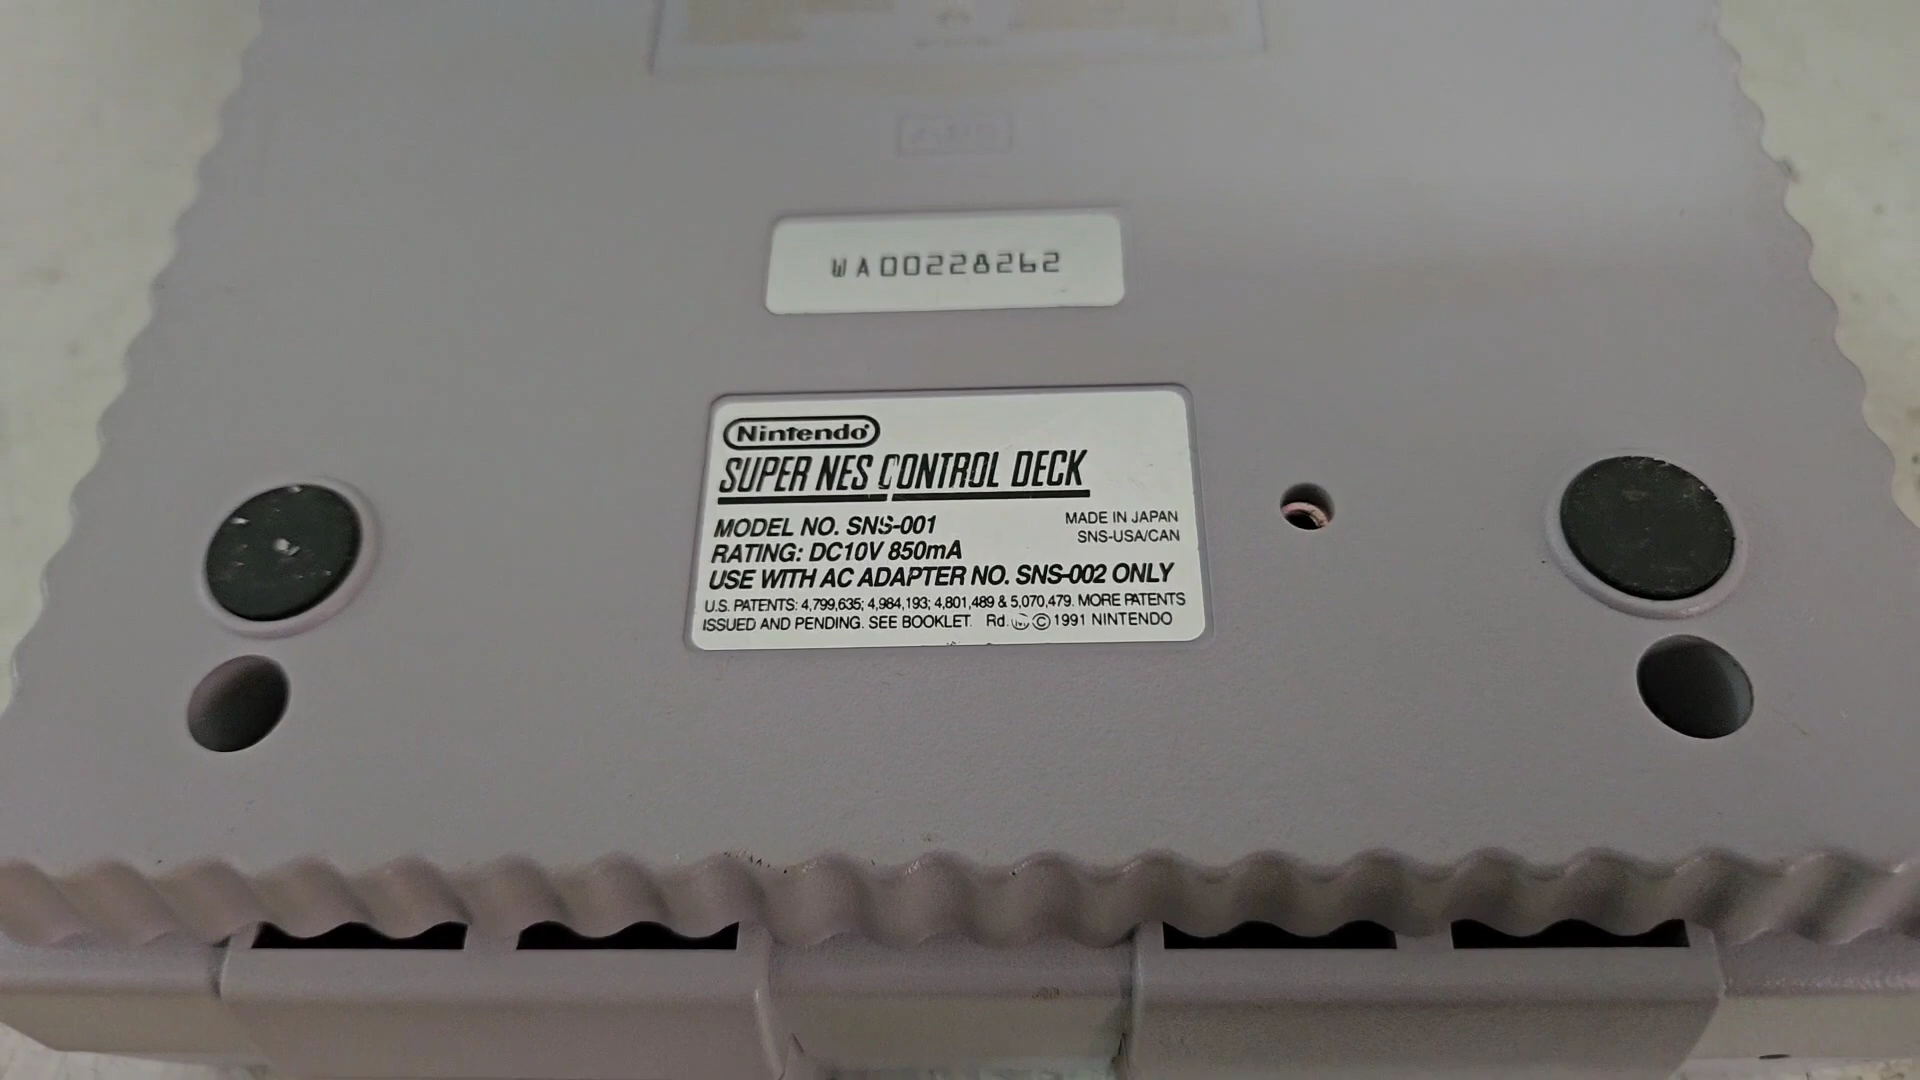 WA00228262
Nintendo®
SUPER NES CONTROL DECK
MODEL NO. SNS-001
MADE IN JAPAN
RATING: DC10V 850mA
SNS-USA/CAN
USE WITH AC ADAPTER NO. SNS-002 ONLY
U.S. PATENTS: 4,799,635; 4,984,193; 4,801,489 & 5,070,479. MORE PATENTS
ISSUED AND PENDING. SEE BOOKLET. Rd. © 1991 NINTENDO